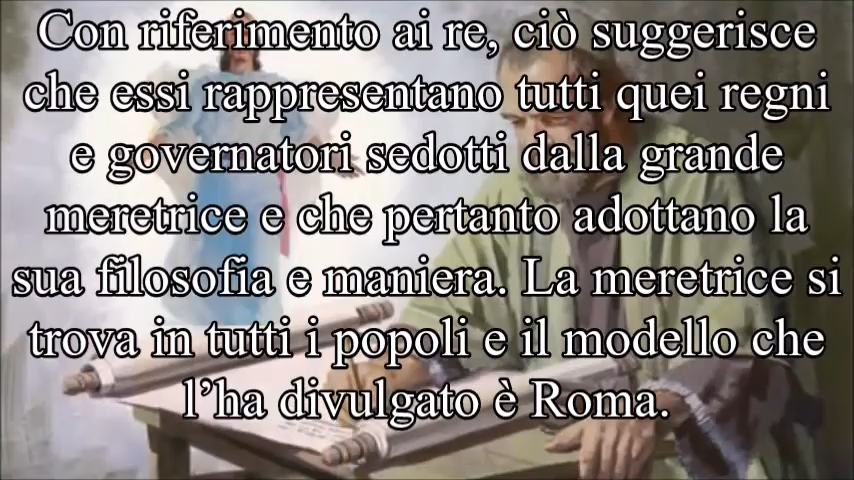 Con riferimento ai re, ciò suggerisce
che essi rappresentano tutti quei regni
e governatori sedotti dalla grande
meretrice e che pertanto adottano la
sua filosofia e maniera. La meretrice si
trova in tutti i popoli e il modello che
l’ha divulgato è Roma.